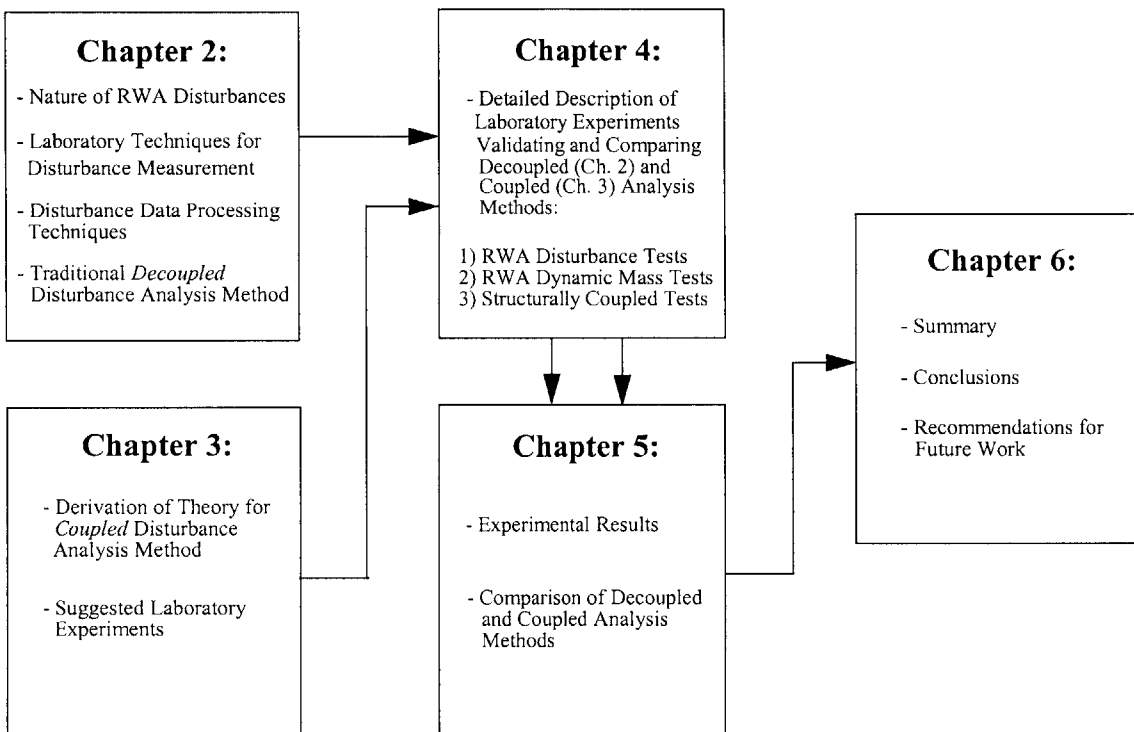 Chapter 2:
- Nature of RWA Disturbances
- Laboratory Techniques for
Disturbance Measurement
- Disturbance Data Processing
Techniques
- Traditional Decoupled
Disturbance Analysis Method
Chapter 3:
- Derivation of Theory for
Coupled Disturbance
Analysis Method
- Suggested Laboratory
Experiments
Chapter 4:
- Detailed Description of
Laboratory Experiments
Validating and Comparing
Decoupled (Ch. 2) and
Coupled (Ch. 3) Analysis
Methods:
1) RWA Disturbance Tests
2) RWA Dynamic Mass Tests
3) Structurally Coupled Tests
Chapter 5:
- Experimental Results
- Comparison of Decoupled
and Coupled Analysis
Methods
Chapter 6:
- Summary
- Conclusions
- Recommendations for
Future Work